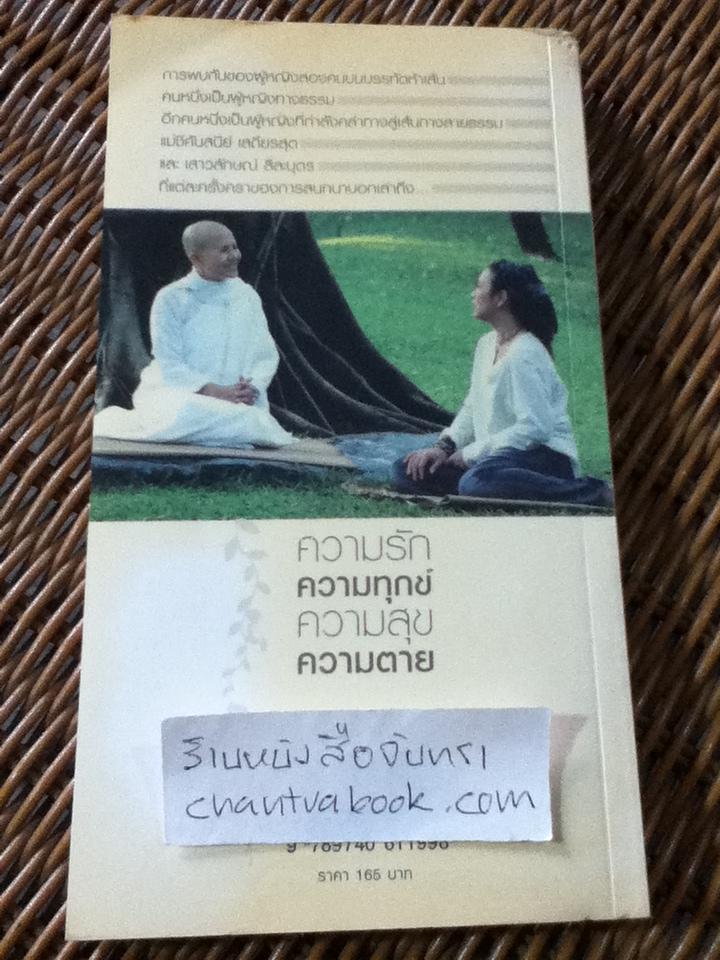 การพบกันของผู้หญิงสองคนบนบรรทัดห้าเส้น
คนหนึ่งเป็นผู้หญิงทางธรรม
อีกคนหนึ่งเป็นผู้หญิงที่กำลังคลำทางสู่เส้นทางสายธรรม
แม่ชีศันสนีย์ เสถียรสุต
และ เสาวลักษณ์ ลีละบุตร
ที่แต่ละครั้งคราของการสนทนาบอกเล่าถึง...
ความรัก
ความทุกข์
ความสุข
ความตาย
ร้านหนังสือจันทรา
chantrabook.com
9 789740 611998
ราคา 165 บาท